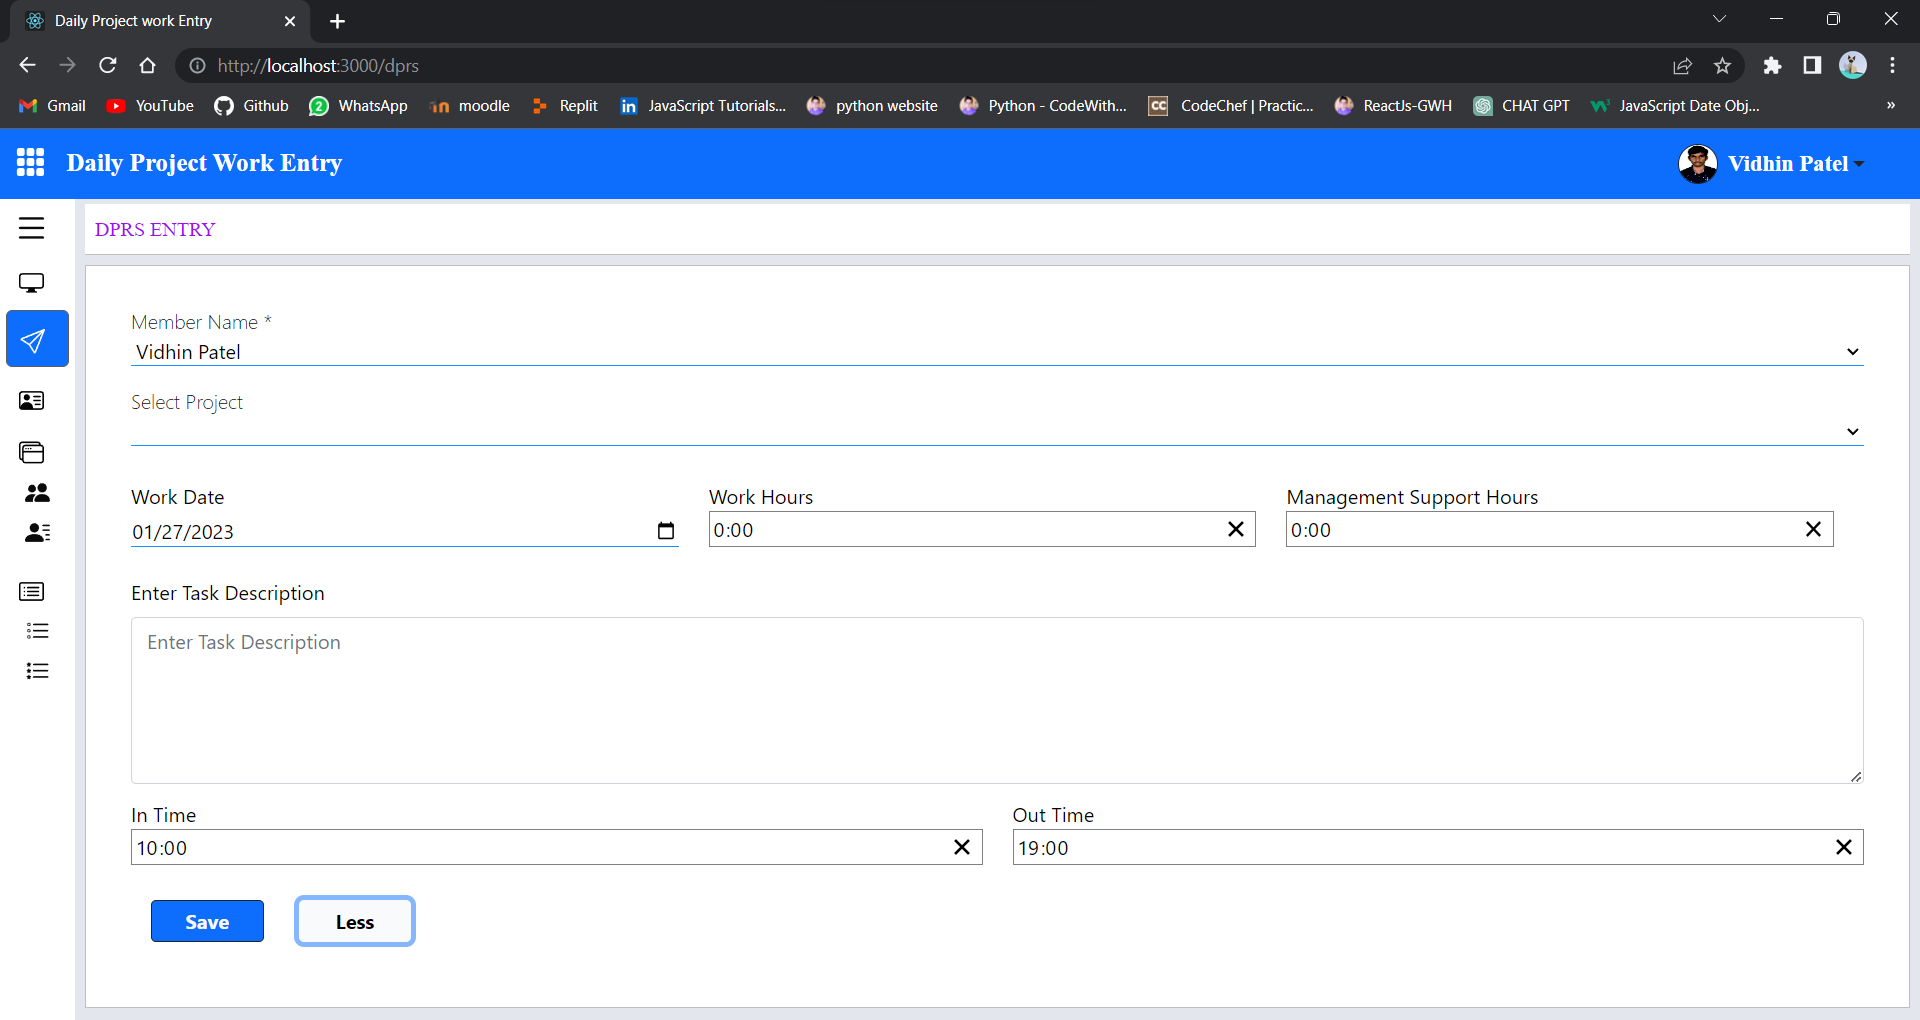 Daily Project work Entry
http://localhost:3000/dprs
Gmail YouTube Github WhatsApp moodle Replit JavaScript Tutorials... python website Python - CodeWith... CodeChef | Practic... ReactJs-GWH CHAT GPT JavaScript Date Obj... »
Daily Project Work Entry Vidhin Patel
DPRS ENTRY
Member Name *
Vidhin Patel
Select Project
Work Date Work Hours Management Support Hours
01/27/2023 0:00 0:00
Enter Task Description
Enter Task Description
In Time Out Time
10:00 19:00
Save Less